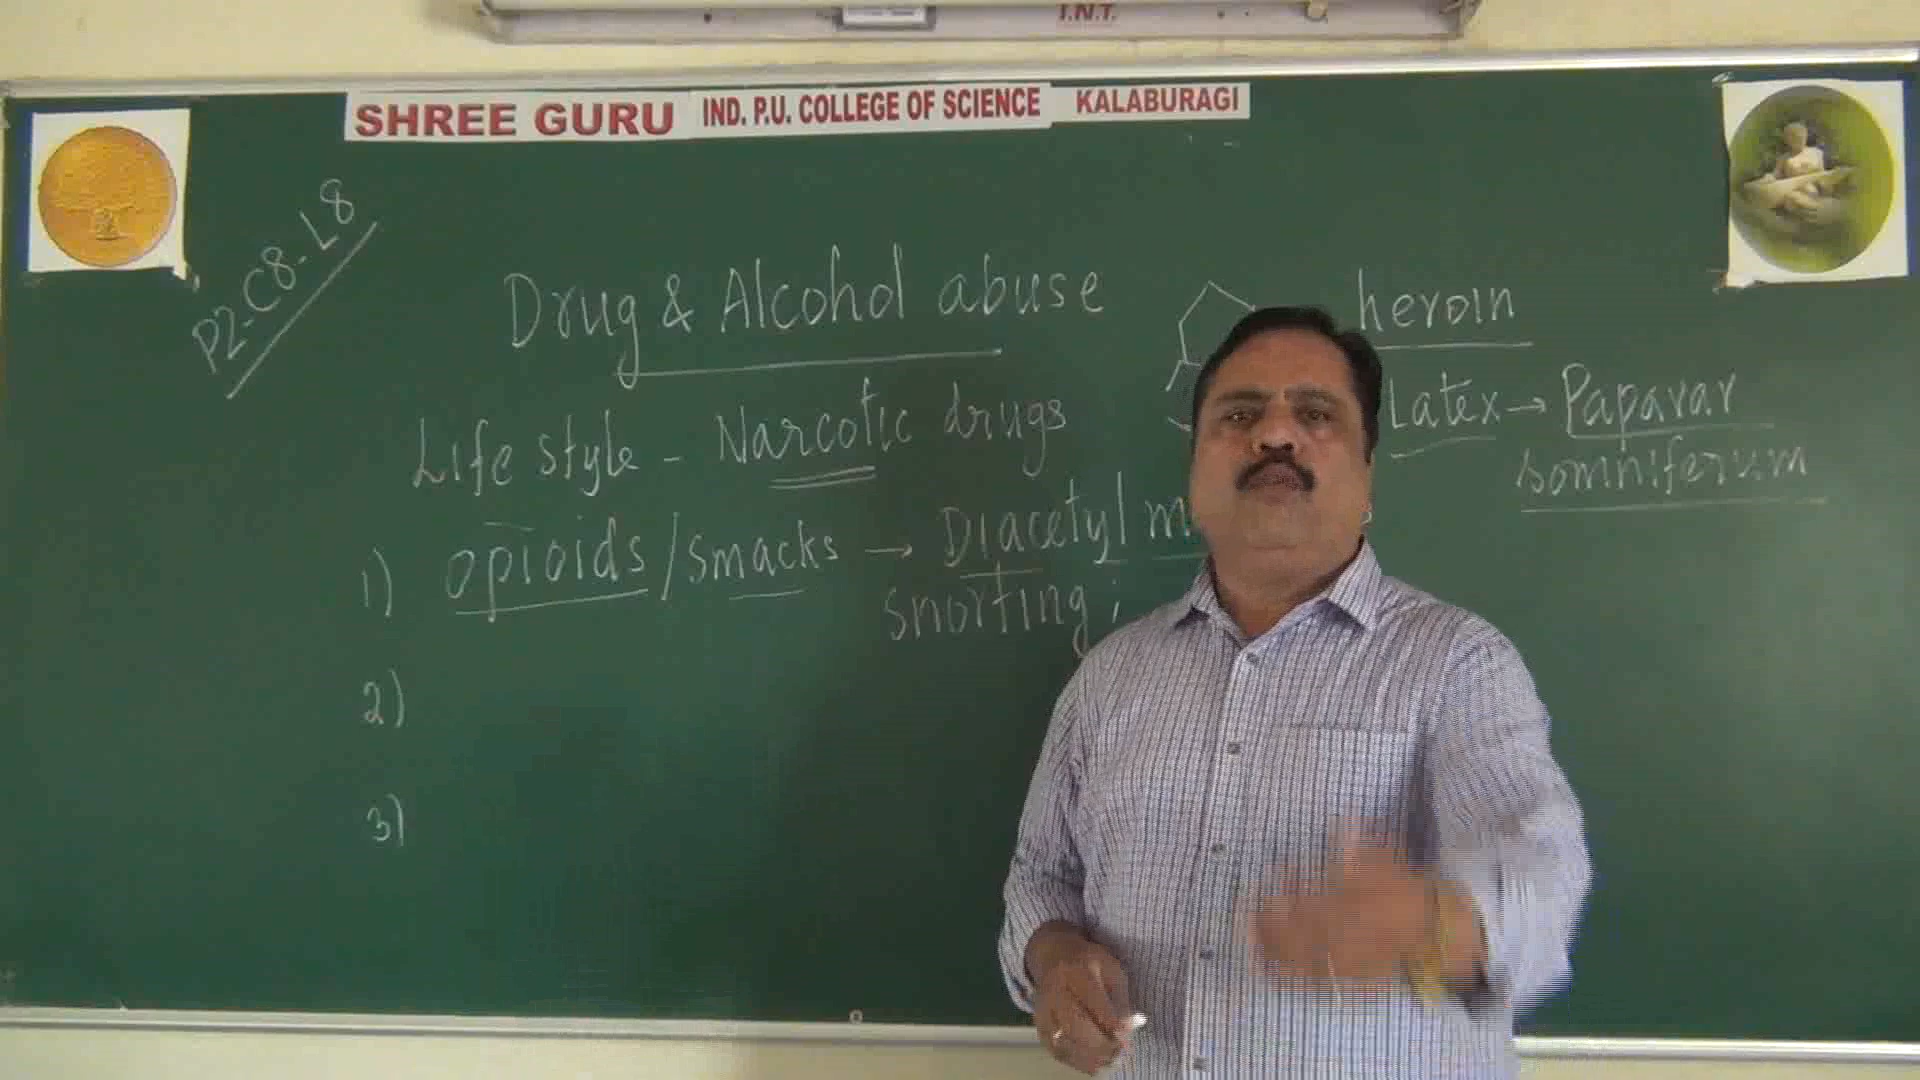 I.N.T.
SHREE GURU IND. P.U. COLLEGE OF SCIENCE KALABURAGI
P2-C8-L8
Drug & Alcohol abuse
heroin
Life style - Narcotic drugs
Latex → Papavar
somniferum
1) opioids/smacks → Diacetyl m
snorting ;
2)
3)